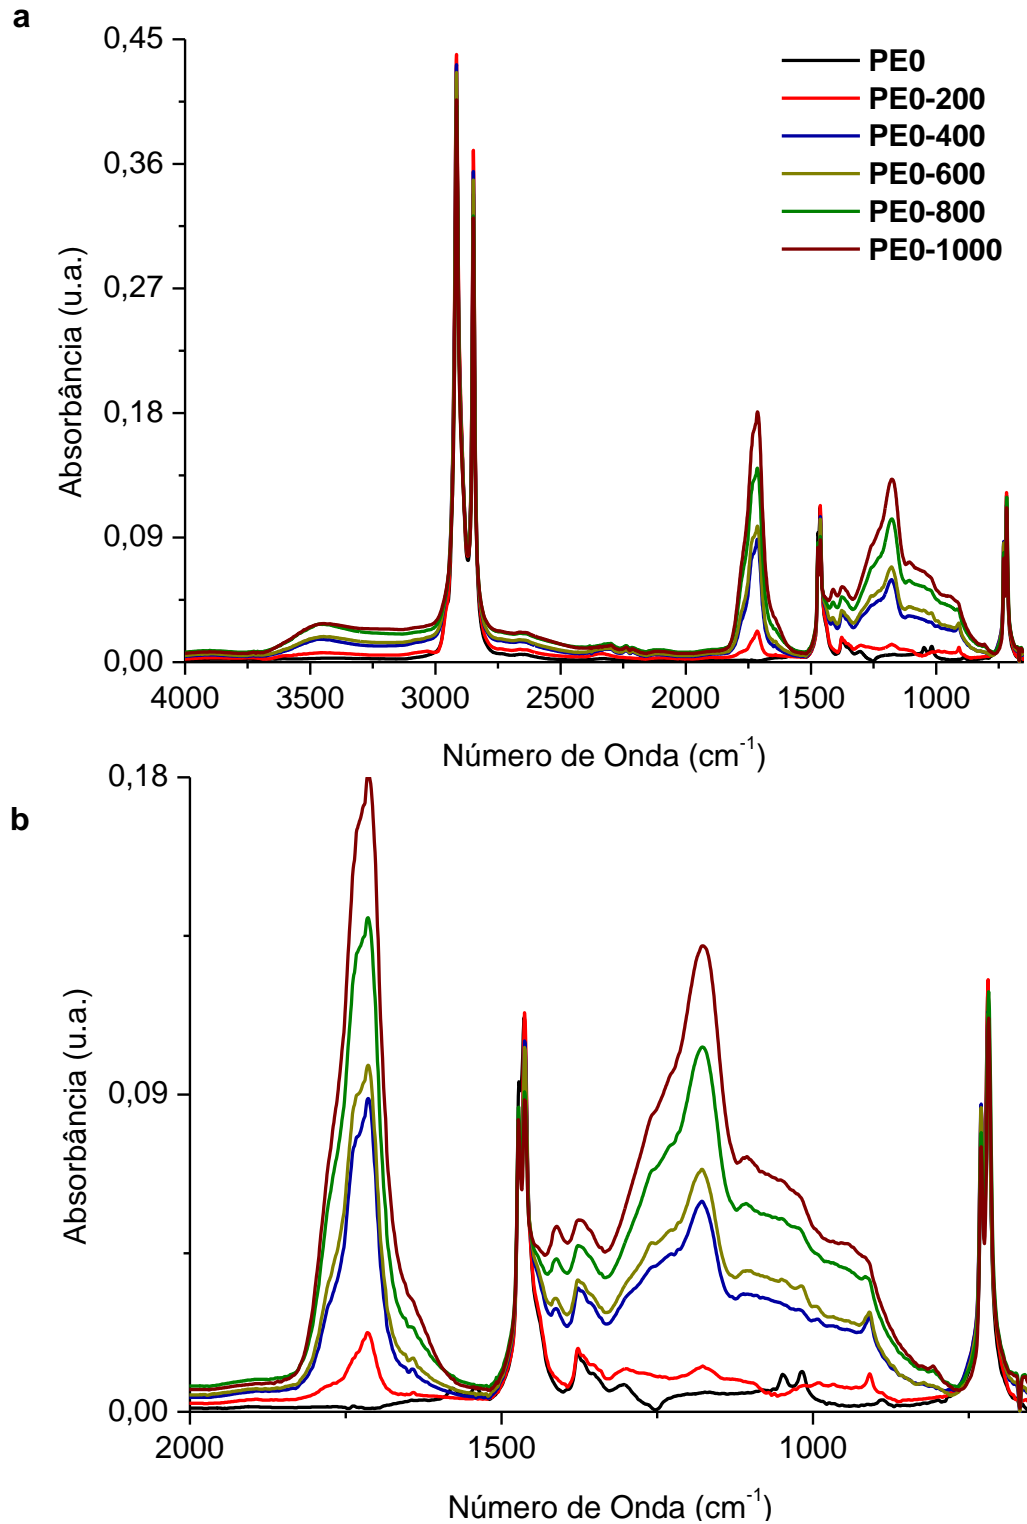 a
0,45
0,36
0,27
0,18
0,09
0,00
Absorbância (u.a.)
PE0
PE0-200
PE0-400
PE0-600
PE0-800
PE0-1000
4000 3500 3000 2500 2000 1500 1000
Número de Onda (cm⁻¹)
b
0,18
0,09
0,00
Absorbância (u.a.)
2000 1500 1000
Número de Onda (cm⁻¹)